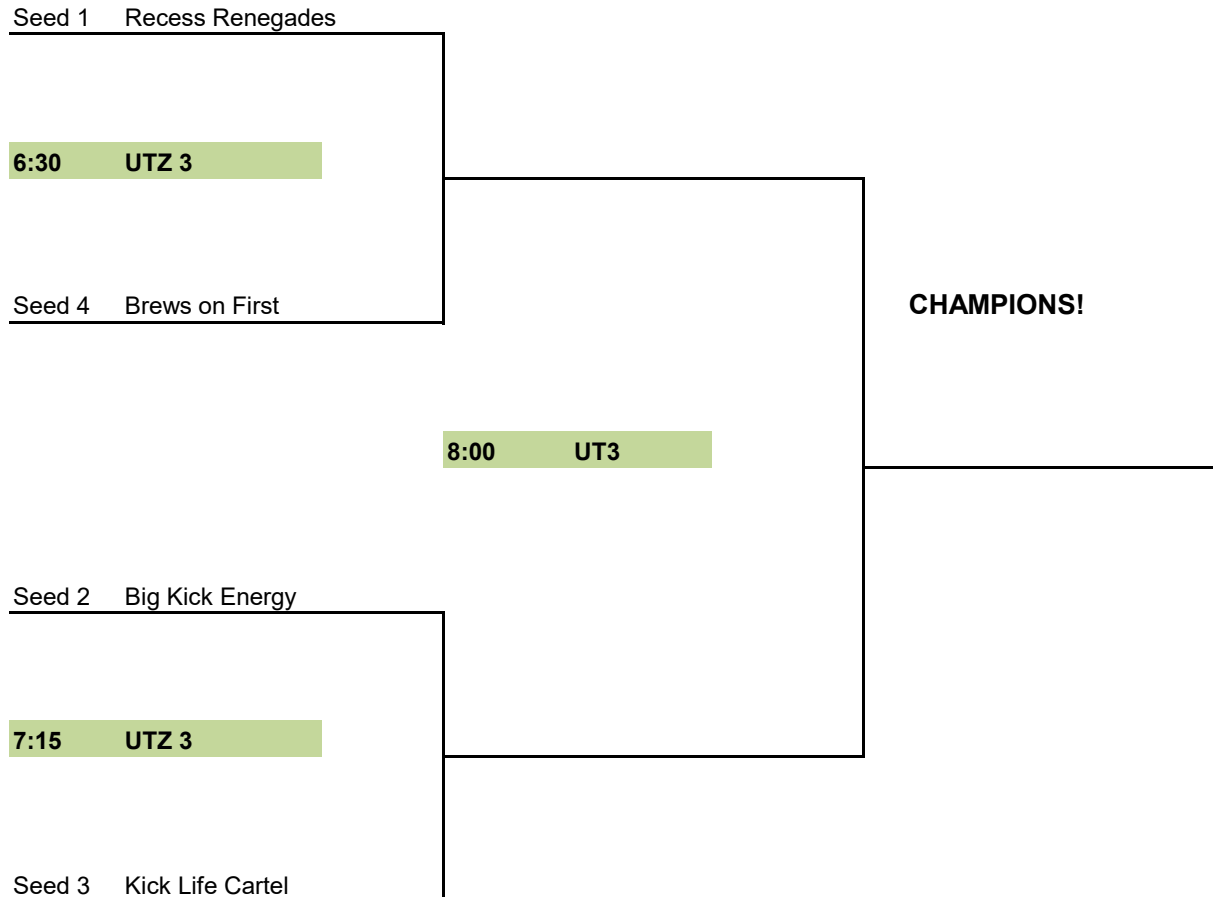 Seed 1 Recess Renegades
6:30 UTZ 3
Seed 4 Brews on First
CHAMPIONS!
8:00 UT3
Seed 2 Big Kick Energy
7:15 UTZ 3
Seed 3 Kick Life Cartel